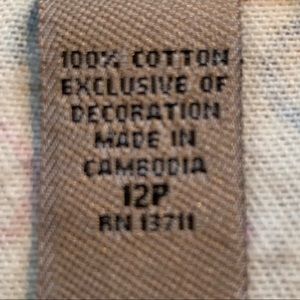 100% COTTON
EXCLUSIVE OF
DECORATION
MADE IN
CAMBODIA
12P
RN 13711